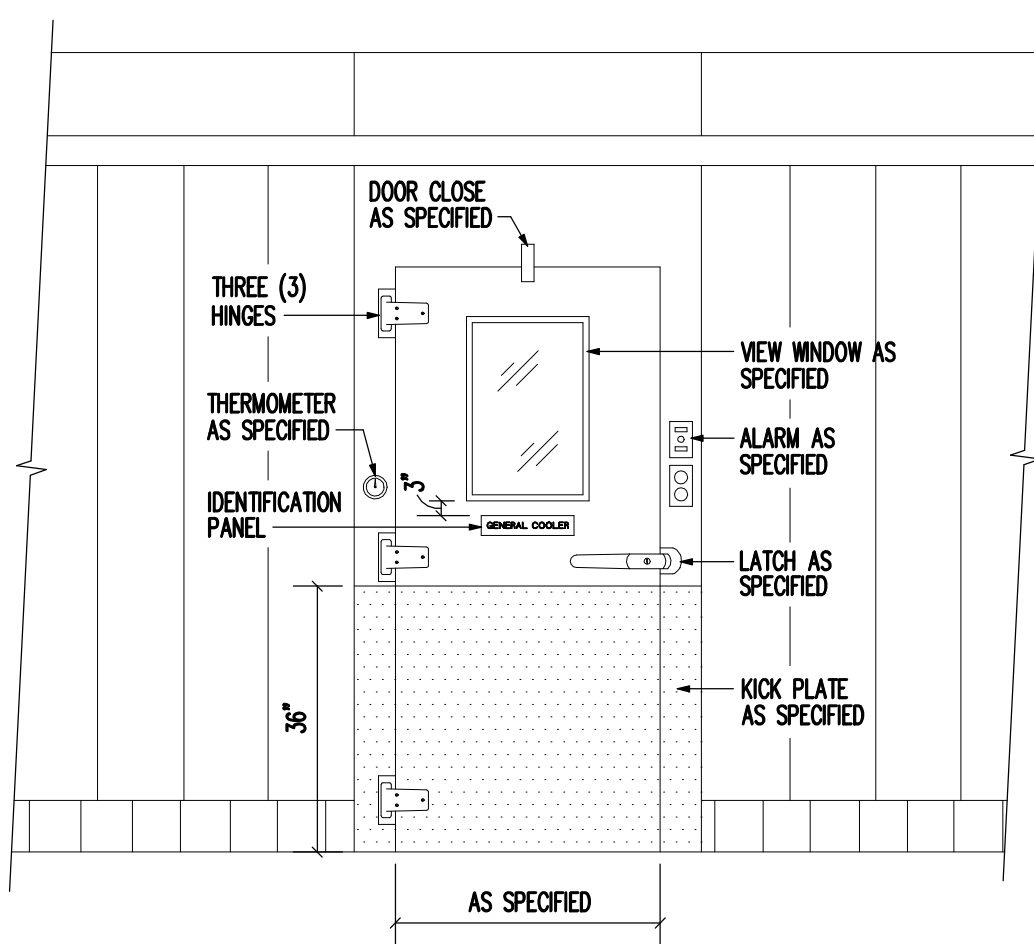 DOOR CLOSE
AS SPECIFIED
THREE (3)
HINGES
VIEW WINDOW AS
SPECIFIED
THERMOMETER
AS SPECIFIED
ALARM AS
SPECIFIED
3"
IDENTIFICATION
PANEL
GENERAL COOLER
LATCH AS
SPECIFIED
KICK PLATE
AS SPECIFIED
36"
AS SPECIFIED